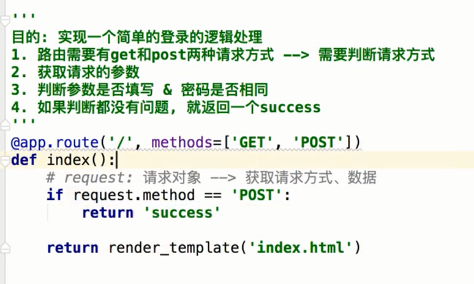 '''
目的: 实现一个简单的登录的逻辑处理
1. 路由需要有get和post两种请求方式 --> 需要判断请求方式
2. 获取请求的参数
3. 判断参数是否填写 & 密码是否相同
4. 如果判断都没有问题, 就返回一个success
'''
@app.route('/', methods=['GET', 'POST'])
def index():
# request: 请求对象 --> 获取请求方式、数据
if request.method == 'POST':
return 'success'
return render_template('index.html')